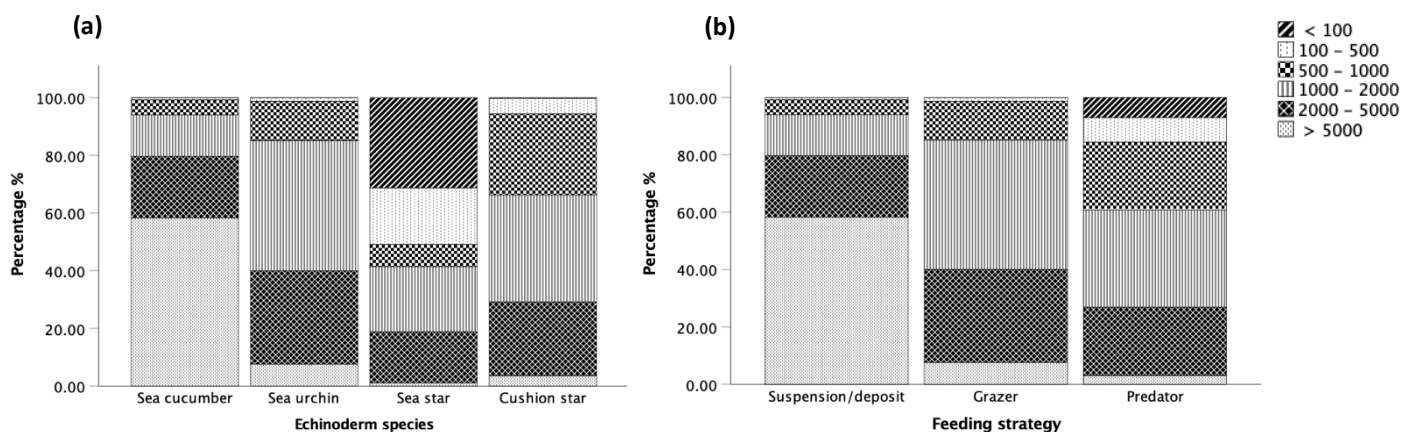 (a)
Percentage %
100.00
80.00
60.00
40.00
20.00
0.00
Sea cucumber Sea urchin Sea star Cushion star
Echinoderm species
(b)
Percentage %
100.00
80.00
60.00
40.00
20.00
0.00
Suspension/deposit Grazer Predator
Feeding strategy
< 100
100 – 500
500 – 1000
1000 – 2000
2000 – 5000
> 5000